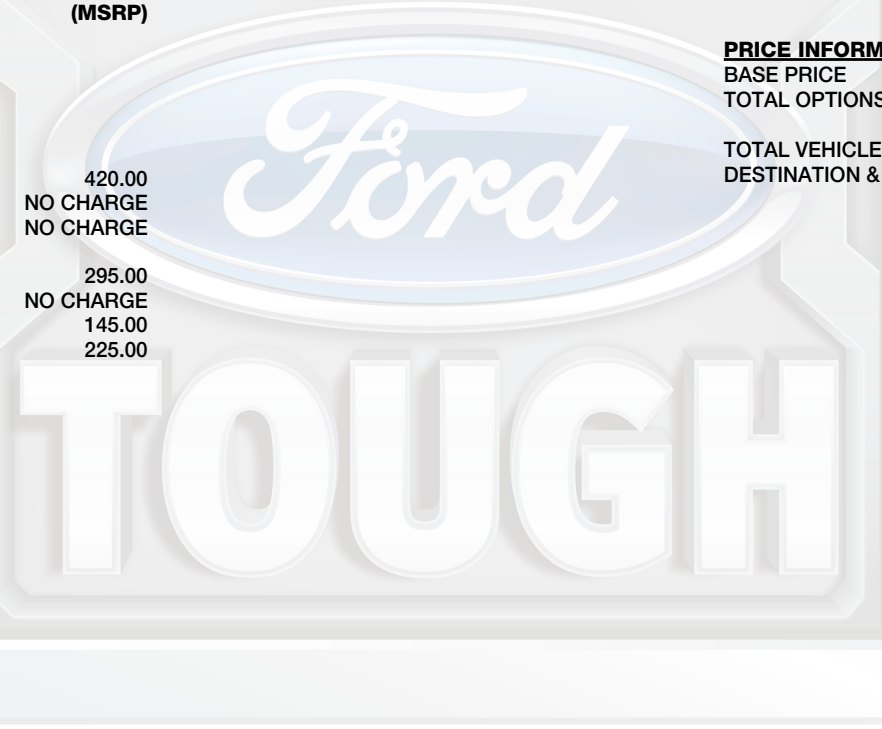 (MSRP)
420.00
NO CHARGE
NO CHARGE
295.00
NO CHARGE
145.00
225.00
PRICE INFORM
BASE PRICE
TOTAL OPTIONS
TOTAL VEHICLE
DESTINATION &
Ford
TOUGH